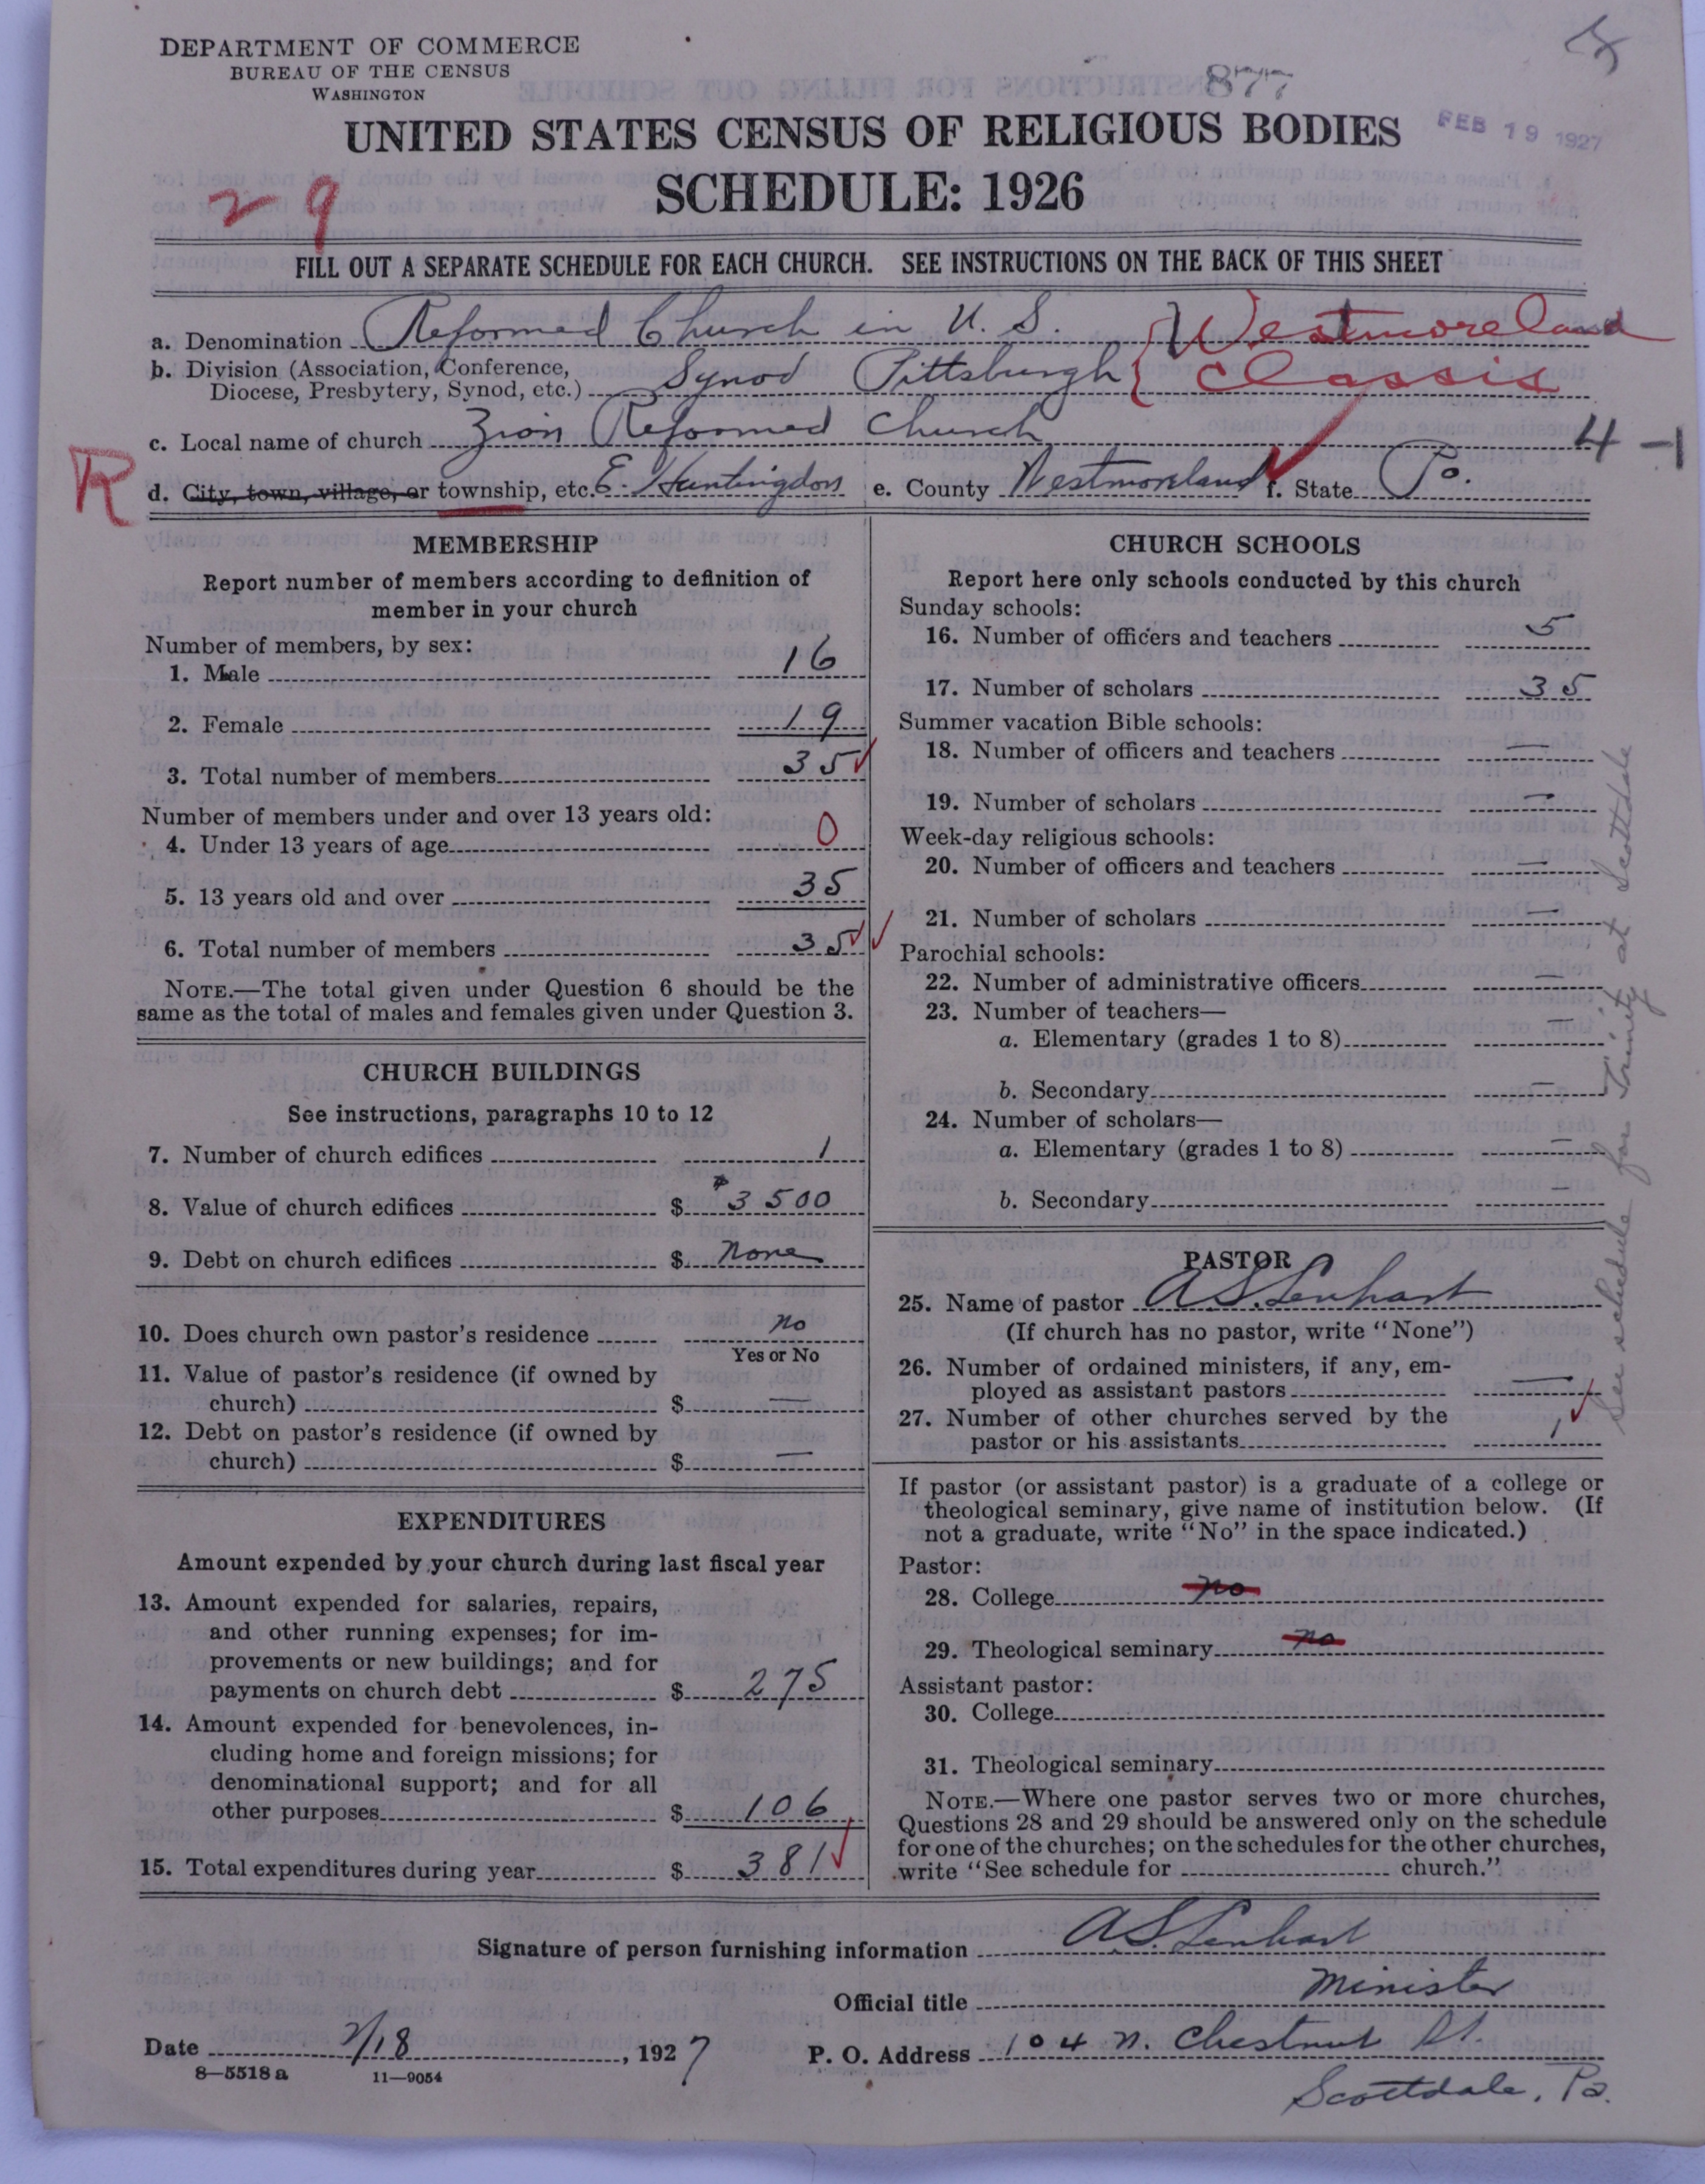 DEPARTMENT OF COMMERCE
BUREAU OF THE CENSUS
WASHINGTON
877
UNITED STATES CENSUS OF RELIGIOUS BODIES
FEB 19 1927
SCHEDULE: 1926
29
FILL OUT A SEPARATE SCHEDULE FOR EACH CHURCH. SEE INSTRUCTIONS ON THE BACK OF THIS SHEET
a. Denomination Reformed Church in U. S. Westmoreland
b. Division (Association, Conference,
Diocese, Presbytery, Synod, etc.) Synod Pittsburgh Classis
c. Local name of church Zion Reformed Church
4-1
R
d. City, town, village, or township, etc. E. Huntingdon e. County Westmoreland f. State Pa.
MEMBERSHIP
Report number of members according to definition of
member in your church
Number of members, by sex:
1. Male 16
2. Female 19
3. Total number of members 35
Number of members under and over 13 years old:
4. Under 13 years of age 0
5. 13 years old and over 35
6. Total number of members 35
NOTE.—The total given under Question 6 should be the
same as the total of males and females given under Question 3.
CHURCH BUILDINGS
See instructions, paragraphs 10 to 12
7. Number of church edifices 1
8. Value of church edifices $ 3500
9. Debt on church edifices $ none
10. Does church own pastor's residence no
Yes or No
11. Value of pastor's residence (if owned by
church) $ —
12. Debt on pastor's residence (if owned by
church) $ —
EXPENDITURES
Amount expended by your church during last fiscal year
13. Amount expended for salaries, repairs,
and other running expenses; for im-
provements or new buildings; and for
payments on church debt $ 275
14. Amount expended for benevolences, in-
cluding home and foreign missions; for
denominational support; and for all
other purposes $ 106
15. Total expenditures during year $ 381
CHURCH SCHOOLS
Report here only schools conducted by this church
Sunday schools:
16. Number of officers and teachers 5
17. Number of scholars 35
Summer vacation Bible schools:
18. Number of officers and teachers —
19. Number of scholars —
Week-day religious schools:
20. Number of officers and teachers —
21. Number of scholars —
Parochial schools:
22. Number of administrative officers —
23. Number of teachers—
a. Elementary (grades 1 to 8) —
b. Secondary —
24. Number of scholars—
a. Elementary (grades 1 to 8) —
b. Secondary —
PASTOR
25. Name of pastor A S. Lenhart
(If church has no pastor, write "None")
26. Number of ordained ministers, if any, em-
ployed as assistant pastors —
27. Number of other churches served by the
pastor or his assistants 1
If pastor (or assistant pastor) is a graduate of a college or
theological seminary, give name of institution below. (If
not a graduate, write "No" in the space indicated.)
Pastor:
28. College no
29. Theological seminary no
Assistant pastor:
30. College
31. Theological seminary
NOTE.—Where one pastor serves two or more churches,
Questions 28 and 29 should be answered only on the schedule
for one of the churches; on the schedules for the other churches,
write "See schedule for church."
See schedule for Trinity at Scottdale
Signature of person furnishing information A S. Lenhart
Official title Minister
Date 2/18, 1927 P. O. Address 104 N. Chestnut St.
8—5518 a 11—9054
Scottdale, Pa.